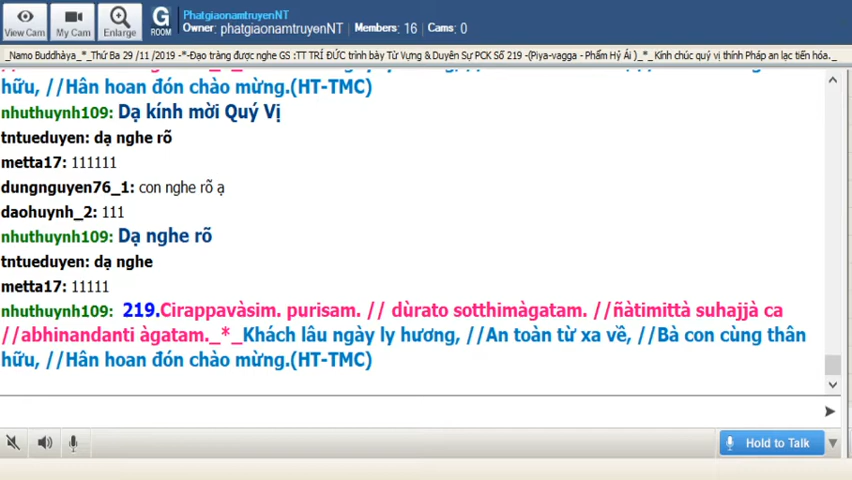 View Cam
My Cam
Enlarge
G
ROOM
PhatgiaonamtruyenNT
Owner: phatgiaonamtruyenNT | Members: 16 | Cams: 0
_Namo Buddhàya_*_Thứ Ba 29 /11 /2019 -*-Đạo tràng được nghe GS :TT TRÍ ĐỨC trình bày Từ Vựng & Duyên Sự PCK Số 219 -(Piya-vagga - Phẩm Hỷ Ái )_*_ Kính chúc quý vị thính Pháp an lạc tiến hóa._
hữu, //Hân hoan đón chào mừng.(HT-TMC)
nhuthuynh109: Dạ kính mời Quý Vị
tntueduyen: dạ nghe rõ
metta17: 111111
dungnguyen76_1: con nghe rõ ạ
daohuynh_2: 111
nhuthuynh109: Dạ nghe rõ
tntueduyen: dạ nghe
metta17: 11111
nhuthuynh109: 219.Cirappavàsim. purisam. // dùrato sotthimàgatam. //ñàtimittà suhajjà ca
//abhinandanti àgatam._*_Khách lâu ngày ly hương, //An toàn từ xa về, //Bà con cùng thân
hữu, //Hân hoan đón chào mừng.(HT-TMC)
Hold to Talk